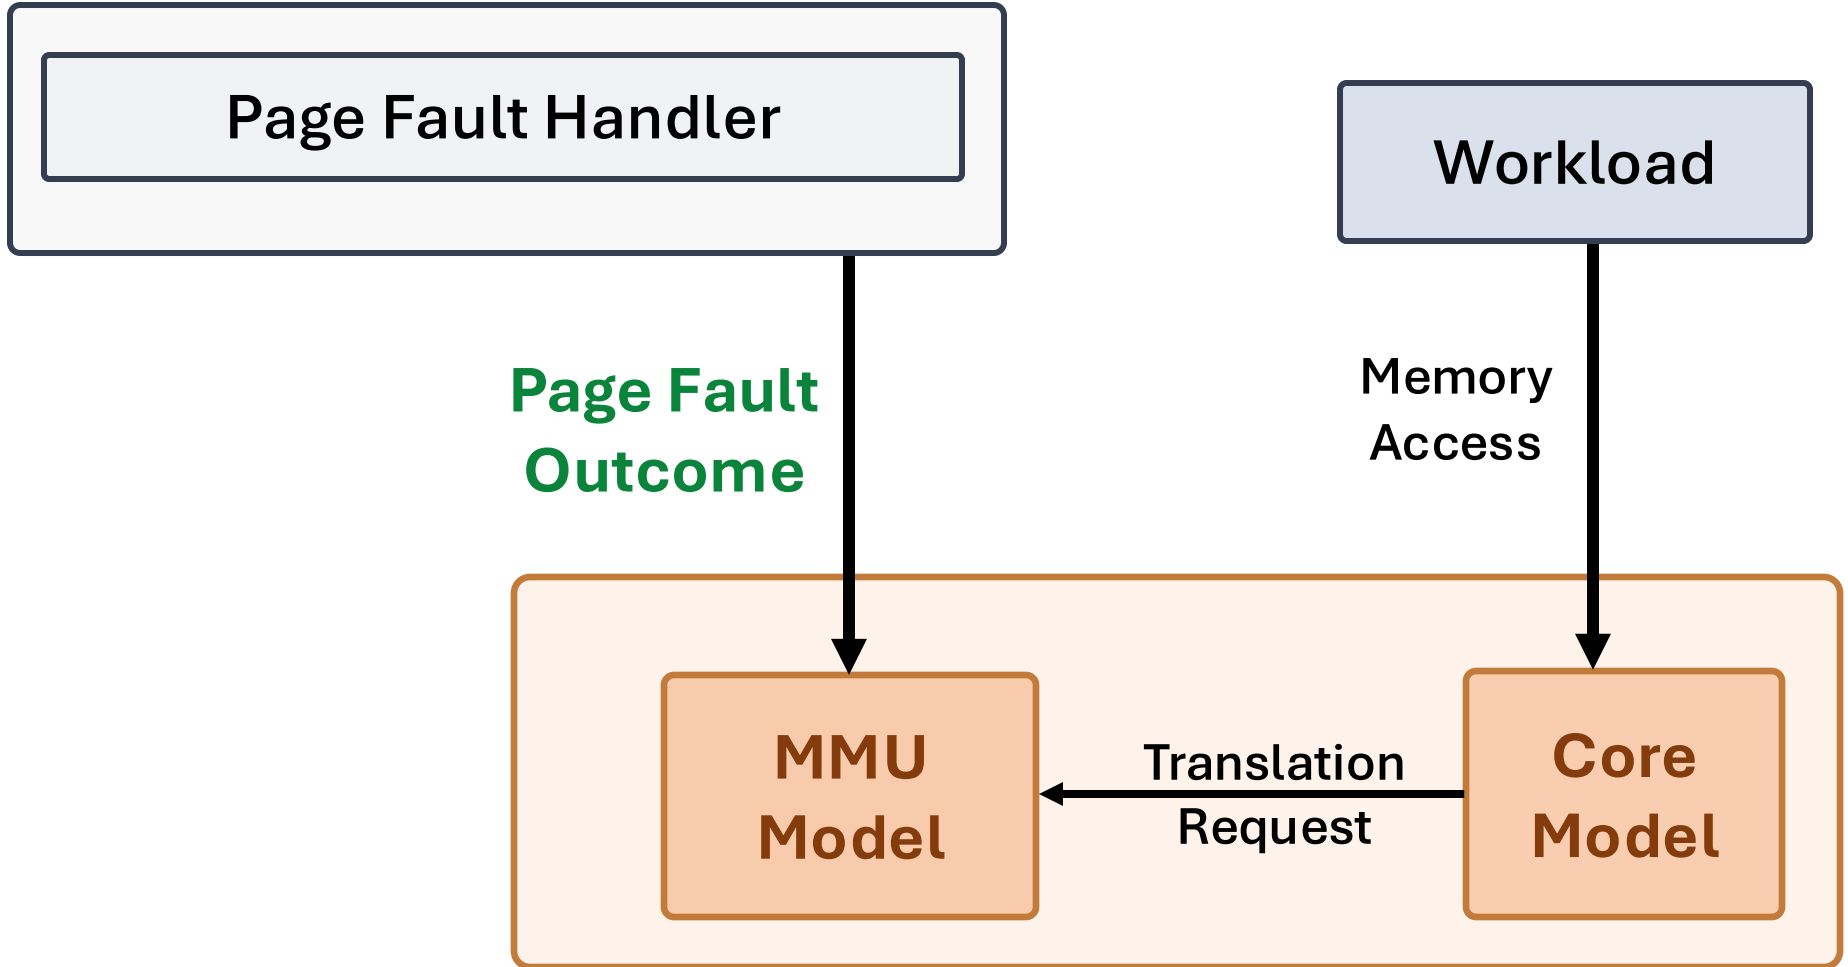 Page Fault Handler
Workload
Page Fault
Outcome
Memory
Access
MMU
Model
Translation
Request
Core
Model